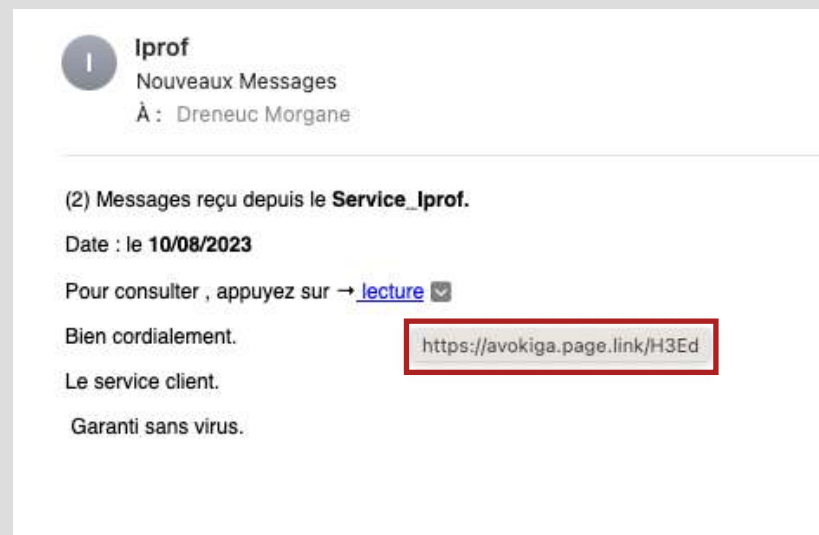 I
Iprof
Nouveaux Messages
À : Dreneuc Morgane
(2) Messages reçu depuis le Service_Iprof.
Date : le 10/08/2023
Pour consulter , appuyez sur → lecture
Bien cordialement.
https://avokiga.page.link/H3Ed
Le service client.
Garanti sans virus.